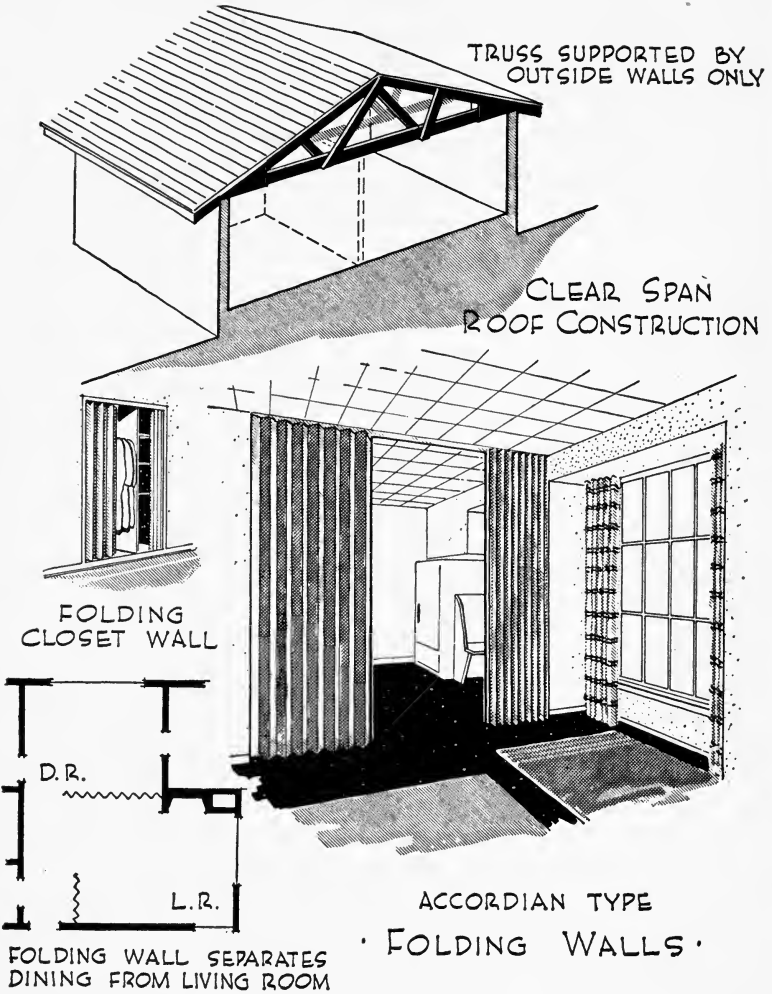 TRUSS SUPPORTED BY
OUTSIDE WALLS ONLY
CLEAR SPAN
ROOF CONSTRUCTION
FOLDING
CLOSET WALL
D.R.
L.R.
FOLDING WALL SEPARATES
DINING FROM LIVING ROOM
ACCORDIAN TYPE
· FOLDING WALLS ·